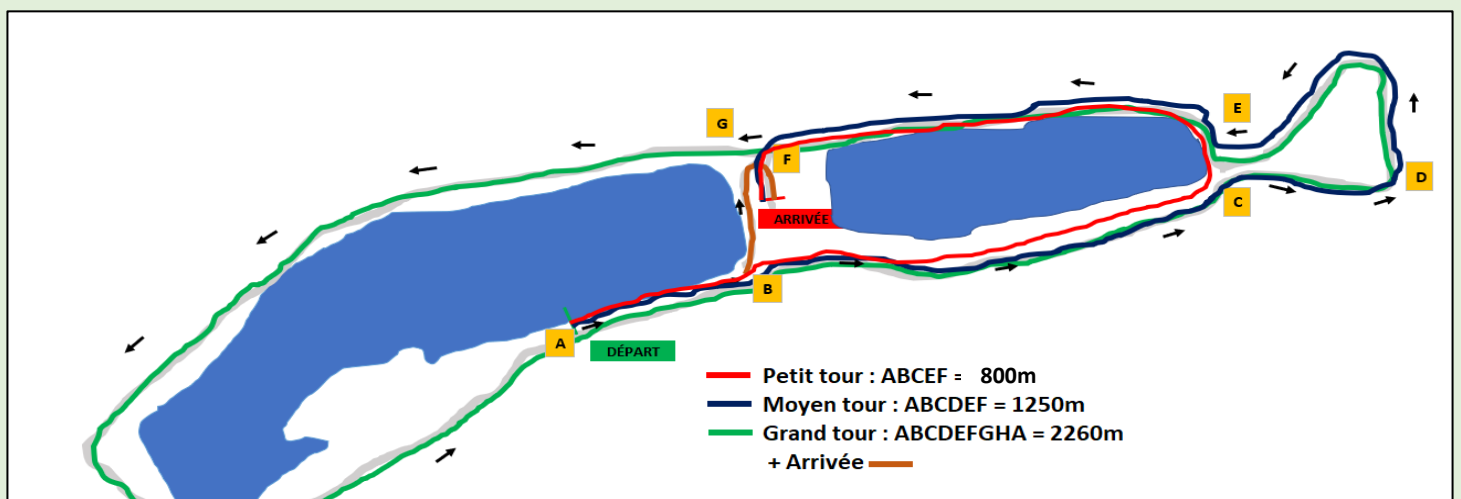 E
G
F
D
C
ARRIVÉE
B
A
DÉPART
Petit tour : ABCEF = 800m
Moyen tour : ABCDEF = 1250m
Grand tour : ABCDEFGHA = 2260m
+ Arrivée